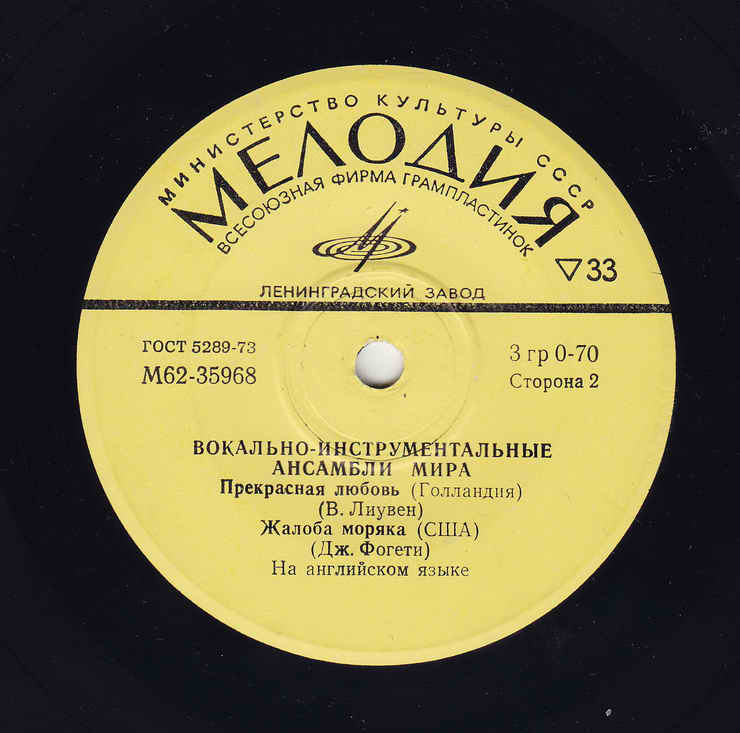 МИНИСТЕРСТВО КУЛЬТУРЫ СССР
МЕЛОДИЯ
ВСЕСОЮЗНАЯ ФИРМА ГРАМПЛАСТИНОК
▽33
ЛЕНИНГРАДСКИЙ ЗАВОД
ГОСТ 5289-73
3 гр 0-70
М62-35968
Сторона 2
ВОКАЛЬНО-ИНСТРУМЕНТАЛЬНЫЕ
АНСАМБЛИ МИРА
Прекрасная любовь (Голландия)
(В. Лиувен)
Жалоба моряка (США)
(Дж. Фогети)
На английском языке